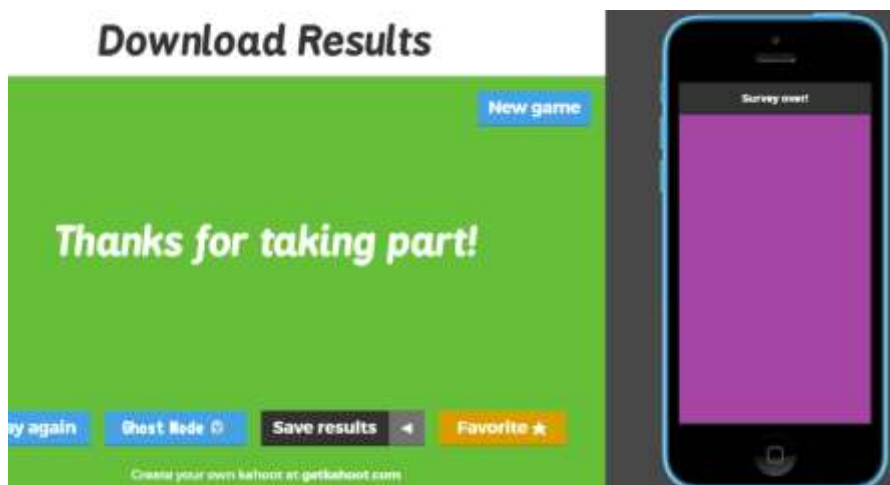 Download Results
New game
Thanks for taking part!
ay again
Ghost Mode
Save results
Favorite
Create your own kahoot at getkahoot.com
Survey over!